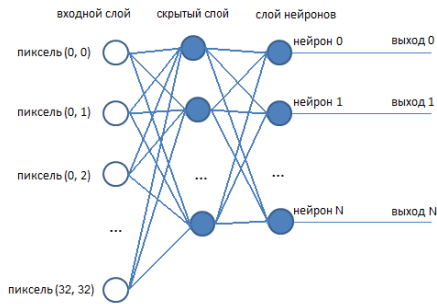 входной слой скрытый слой слой нейронов
пиксель (0, 0) нейрон 0 выход 0
пиксель (0, 1) нейрон 1 выход 1
пиксель (0, 2)
... ... ...
нейрон N выход N
пиксель (32, 32)